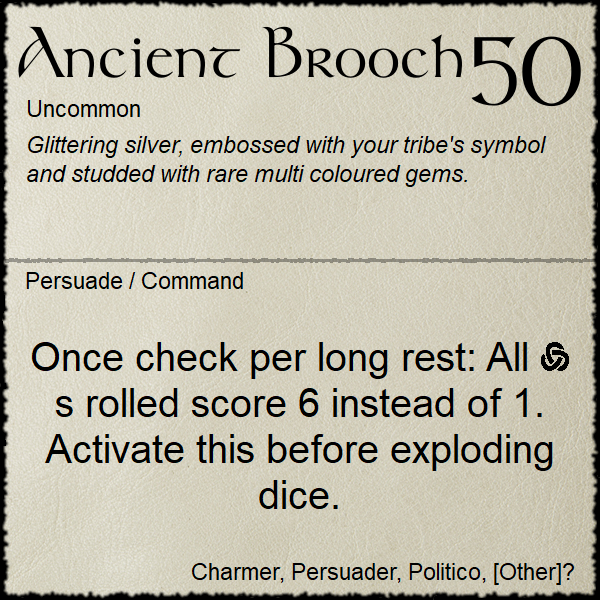 Ancient Brooch 50
Uncommon
Glittering silver, embossed with your tribe's symbol
and studded with rare multi coloured gems.
Persuade / Command
Once check per long rest: All
s rolled score 6 instead of 1.
Activate this before exploding
dice.
Charmer, Persuader, Politico, [Other]?